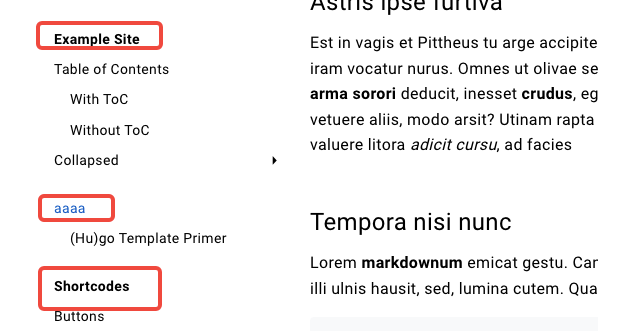 Example Site
Table of Contents
With ToC
Without ToC
Collapsed
aaaa
(Hu)go Template Primer
Shortcodes
Buttons
Astris ipse furtiva
Est in vagis et Pittheus tu arge accipite
iram vocatur nurus. Omnes ut olivae se
arma sorori deducit, inesset crudus, eg
vetuere aliis, modo arsit? Utinam rapta
valuere litora adicit cursu, ad facies
Tempora nisi nunc
Lorem markdownum emicat gestu. Can
illi ulnis hausit, sed, lumina cutem. Qua